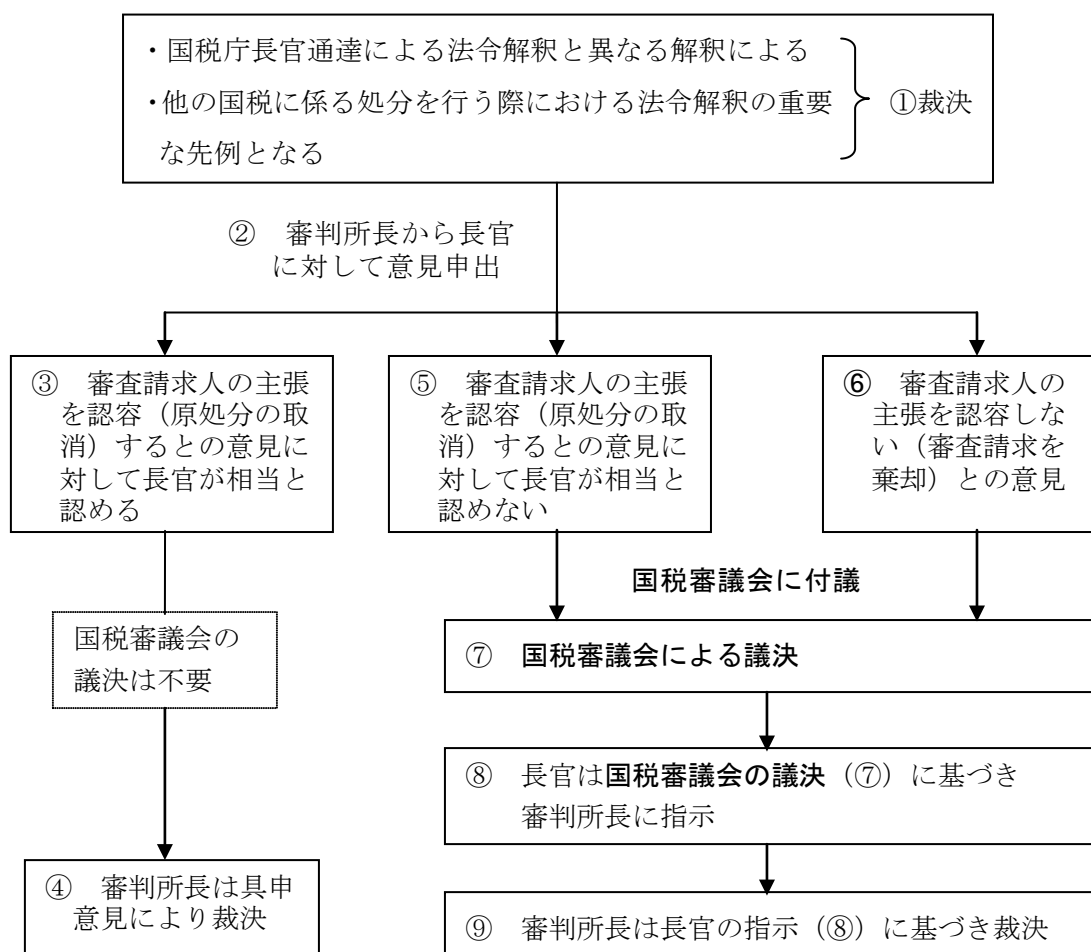 ・国税庁長官通達による法令解釈と異なる解釈による
・他の国税に係る処分を行う際における法令解釈の重要
な先例となる
①裁決
② 審判所長から長官
に対して意見申出
③ 審査請求人の主張
を認容（原処分の取
消）するとの意見に
対して長官が相当と
認める
⑤ 審査請求人の主張
を認容（原処分の取
消）するとの意見に
対して長官が相当と
認めない
⑥ 審査請求人の
主張を認容しな
い（審査請求を
棄却）との意見
国税審議会に付議
国税審議会の
議決は不要
⑦ 国税審議会による議決
⑧ 長官は国税審議会の議決（⑦）に基づき
審判所長に指示
④ 審判所長は具申
意見により裁決
⑨ 審判所長は長官の指示（⑧）に基づき裁決